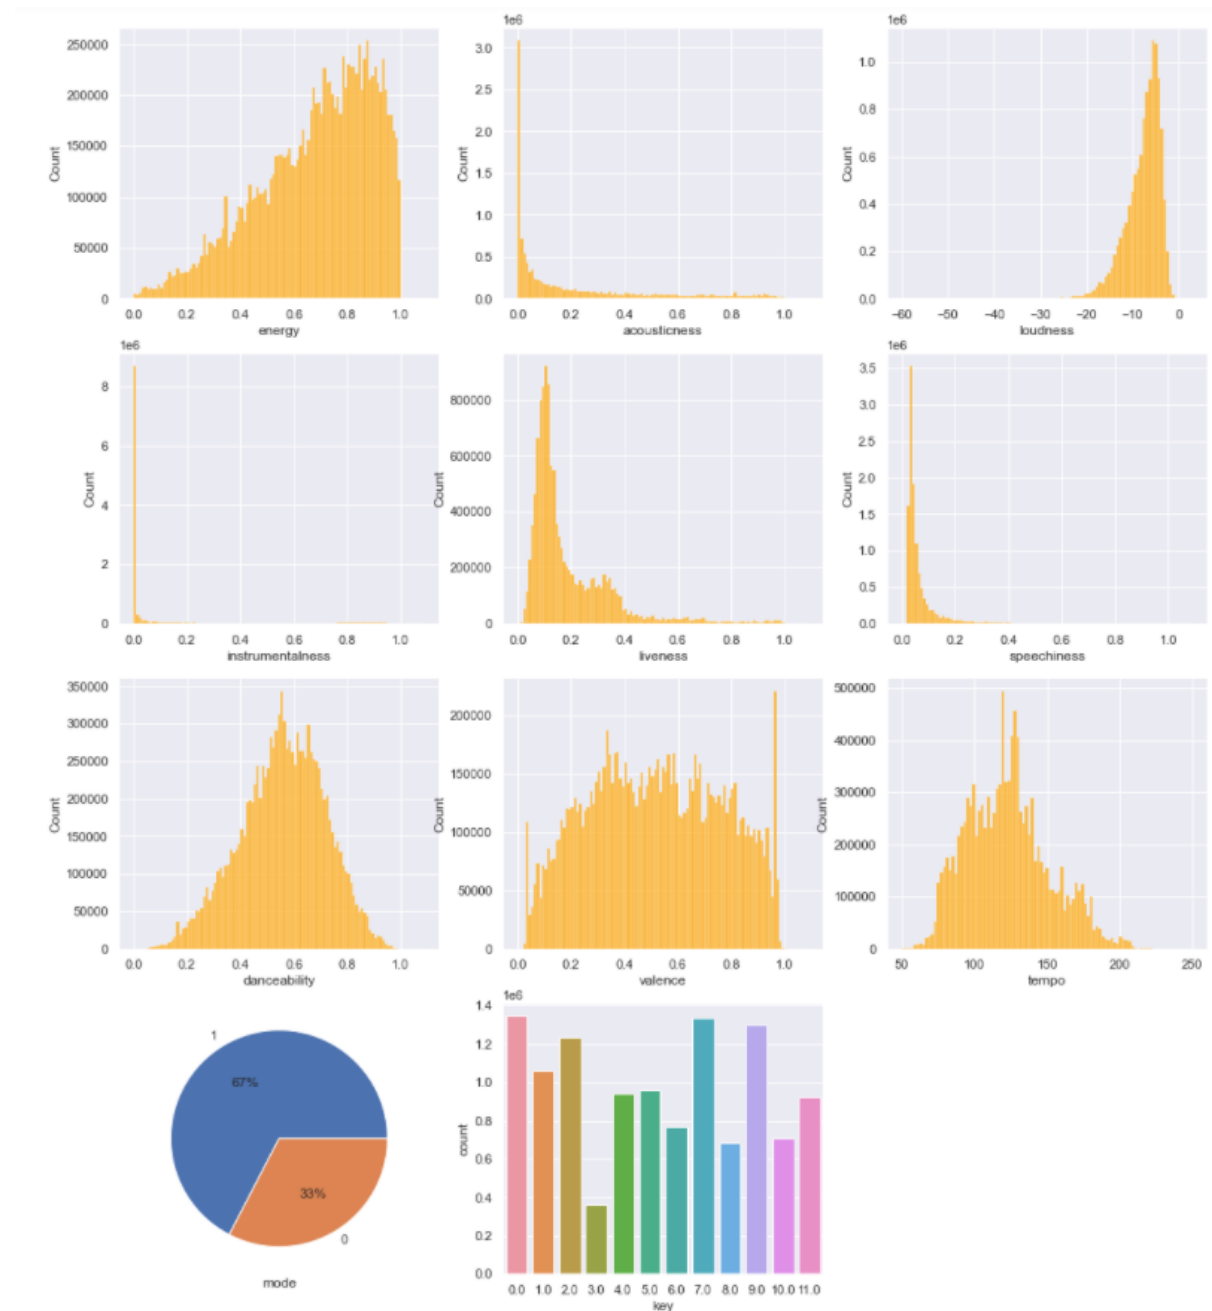 1e6
1e6
250000
200000
150000
100000
50000
0
Count
0.0 0.2 0.4 0.6 0.8 1.0
energy
3.0
2.5
2.0
1.5
1.0
0.5
0.0
Count
0.0 0.2 0.4 0.6 0.8 1.0
acousticness
1.0
0.8
0.6
0.4
0.2
0.0
Count
−60 −50 −40 −30 −20 −10 0
loudness
1e6
8
6
4
2
0
Count
0.0 0.2 0.4 0.6 0.8 1.0
instrumentalness
800000
600000
400000
200000
0
Count
0.0 0.2 0.4 0.6 0.8 1.0
liveness
1e6
3.5
3.0
2.5
2.0
1.5
1.0
0.5
0.0
Count
0.0 0.2 0.4 0.6 0.8 1.0
speechiness
350000
300000
250000
200000
150000
100000
50000
0
Count
0.0 0.2 0.4 0.6 0.8 1.0
danceability
200000
150000
100000
50000
0
Count
0.0 0.2 0.4 0.6 0.8 1.0
valence
500000
400000
300000
200000
100000
0
Count
50 100 150 200 250
tempo
1
67%
33%
0
mode
1e6
1.4
1.2
1.0
0.8
0.6
0.4
0.2
0.0
count
0.0 1.0 2.0 3.0 4.0 5.0 6.0 7.0 8.0 9.0 10.0 11.0
key